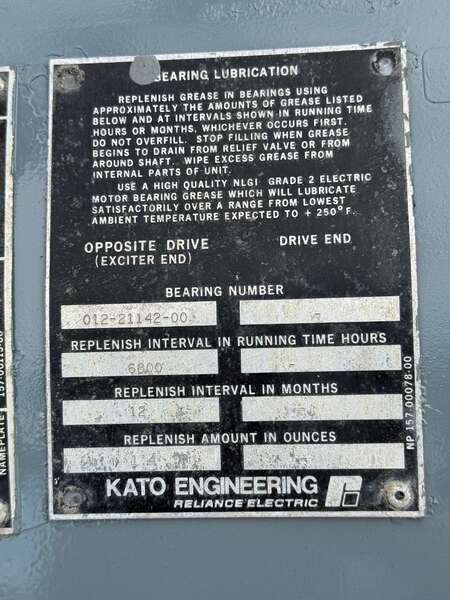 BEARING LUBRICATION
REPLENISH GREASE IN BEARINGS USING
APPROXIMATELY THE AMOUNTS OF GREASE LISTED
BELOW AND AT INTERVALS SHOWN IN RUNNING TIME
HOURS OR MONTHS, WHICHEVER OCCURS FIRST.
DO NOT OVERFILL. STOP FILLING WHEN GREASE
BEGINS TO DRAIN FROM RELIEF VALVE OR FROM
AROUND SHAFT. WIPE EXCESS GREASE FROM
INTERNAL PARTS OF UNIT.
USE A HIGH QUALITY NLGI GRADE 2 ELECTRIC
MOTOR BEARING GREASE WHICH WILL LUBRICATE
SATISFACTORILY OVER A RANGE FROM LOWEST
AMBIENT TEMPERATURE EXPECTED TO + 250°F.
OPPOSITE DRIVE DRIVE END
(EXCITER END)
BEARING NUMBER
012-21142-00 -
REPLENISH INTERVAL IN RUNNING TIME HOURS
-
REPLENISH INTERVAL IN MONTHS
12
REPLENISH AMOUNT IN OUNCES
KATO ENGINEERING
RELIANCE ELECTRIC
NP 157-00078-00
NAMEPLATE 157-00113-00